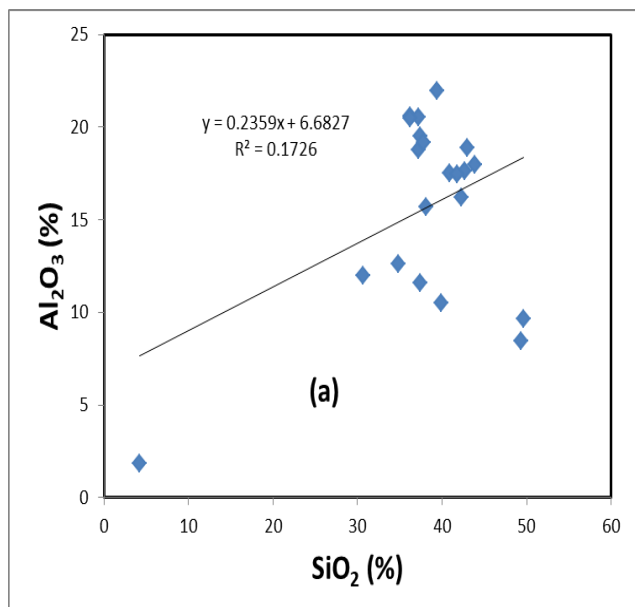 25
20
15
10
5
0
Al₂O₃ (%)
y = 0.2359x + 6.6827
R² = 0.1726
(a)
0 10 20 30 40 50 60
SiO₂ (%)